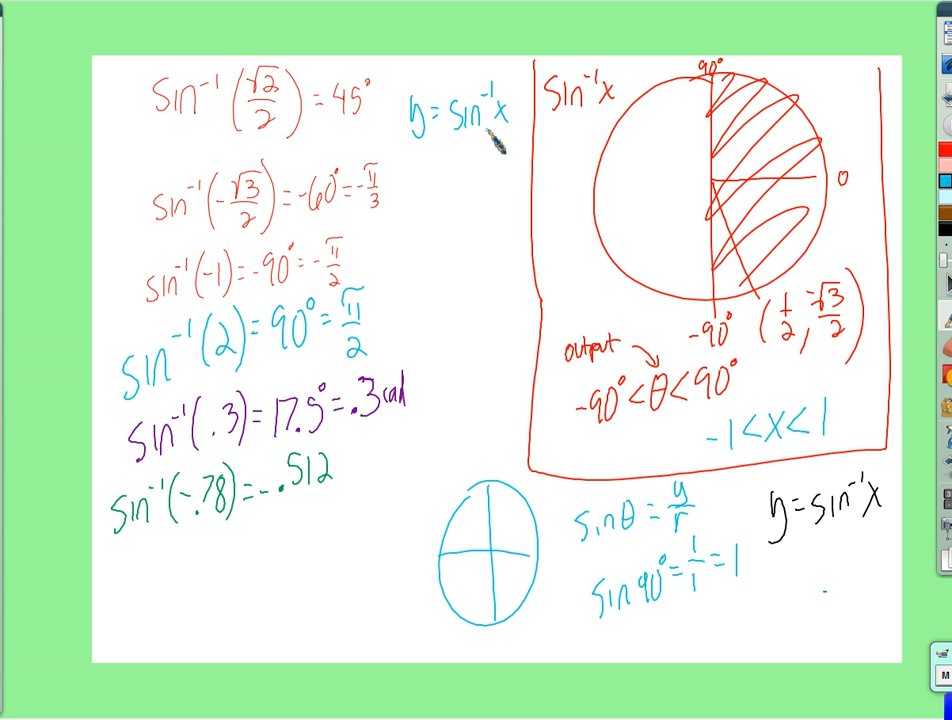 sin⁻¹(√2/2) = 45°
sin⁻¹(-√3/2) = -60° = -π/3
sin⁻¹(-1) = -90° = -π/2
sin⁻¹(2) = 90° = π/2
sin⁻¹(.3) = 17.5° = .3 rad
sin⁻¹(-.78) = -.512
y = sin⁻¹x
sin⁻¹x
90°
0
-90°
(1/2, -√3/2)
output
-90° < θ < 90°
-1 < x < 1
sinθ = y/r
sin 90° = 1/1 = 1
y = sin⁻¹x
M